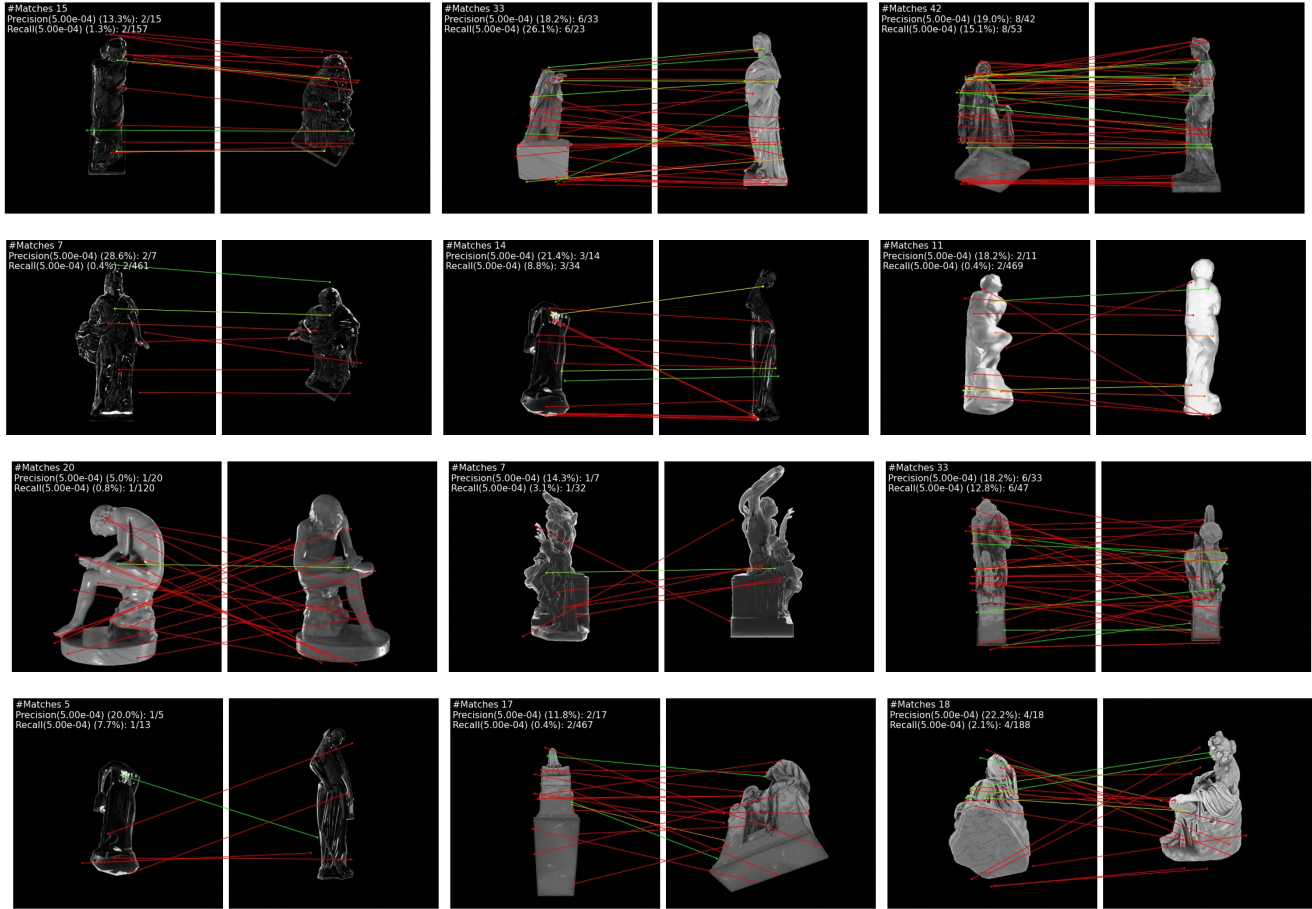 #Matches 15
Precision(5.00e-04) (13.3%): 2/15
Recall(5.00e-04) (1.3%): 2/157
#Matches 33
Precision(5.00e-04) (18.2%): 6/33
Recall(5.00e-04) (26.1%): 6/23
#Matches 42
Precision(5.00e-04) (19.0%): 8/42
Recall(5.00e-04) (15.1%): 8/53
#Matches 7
Precision(5.00e-04) (28.6%): 2/7
Recall(5.00e-04) (0.4%): 2/461
#Matches 14
Precision(5.00e-04) (21.4%): 3/14
Recall(5.00e-04) (8.8%): 3/34
#Matches 11
Precision(5.00e-04) (18.2%): 2/11
Recall(5.00e-04) (0.4%): 2/469
#Matches 20
Precision(5.00e-04) (5.0%): 1/20
Recall(5.00e-04) (0.8%): 1/120
#Matches 7
Precision(5.00e-04) (14.3%): 1/7
Recall(5.00e-04) (3.1%): 1/32
#Matches 33
Precision(5.00e-04) (18.2%): 6/33
Recall(5.00e-04) (12.8%): 6/47
#Matches 5
Precision(5.00e-04) (20.0%): 1/5
Recall(5.00e-04) (7.7%): 1/13
#Matches 17
Precision(5.00e-04) (11.8%): 2/17
Recall(5.00e-04) (0.4%): 2/467
#Matches 18
Precision(5.00e-04) (22.2%): 4/18
Recall(5.00e-04) (2.1%): 4/188